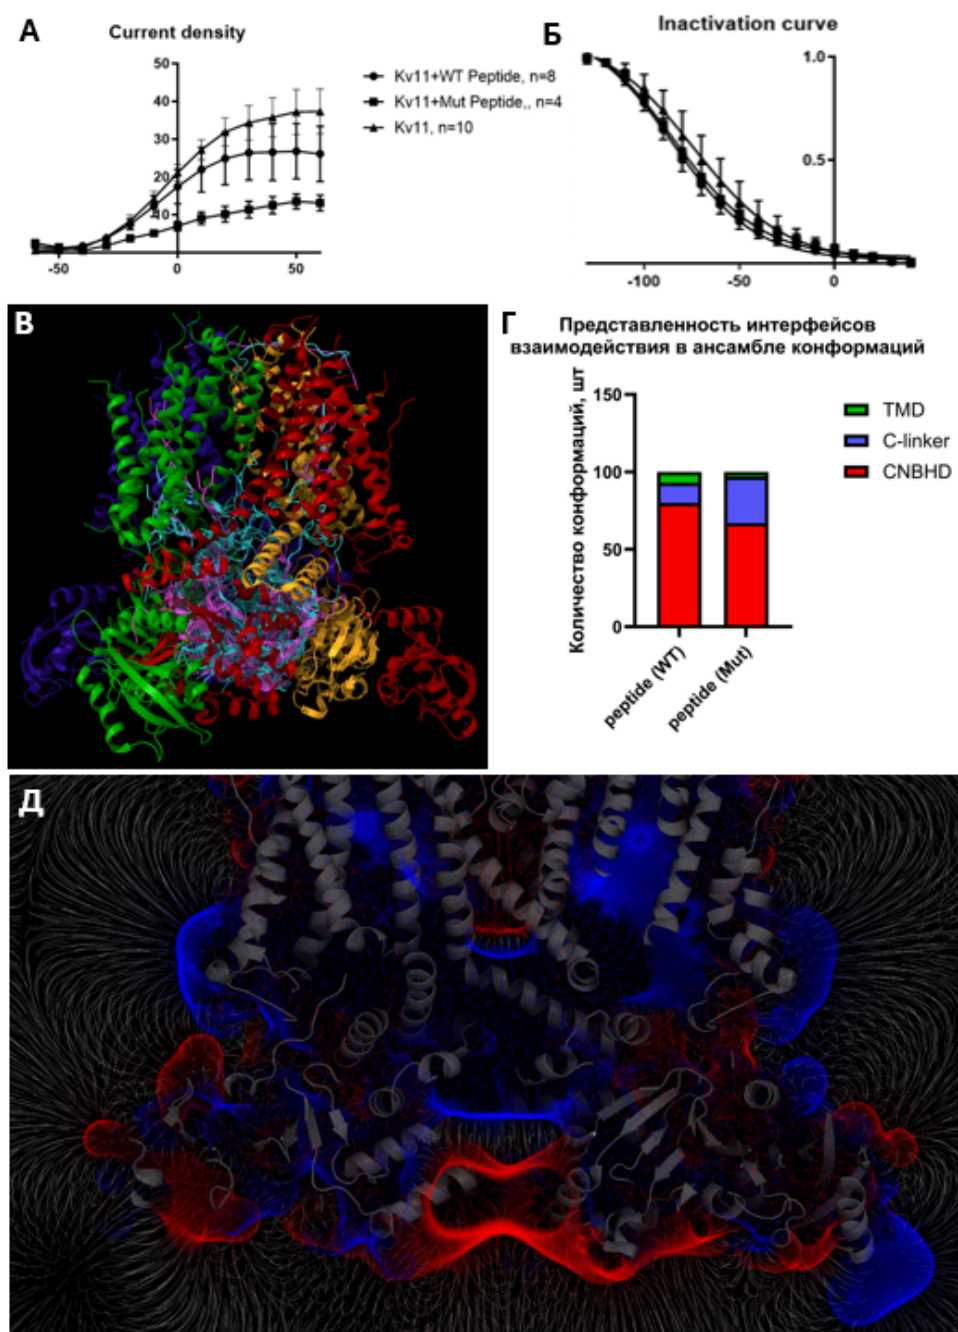 А
Current density
50
40
30
20
10
-50
0
50
Kv11+WT Peptide, n=8
Kv11+Mut Peptide,, n=4
Kv11, n=10
Б
Inactivation curve
1.0
0.5
-100
-50
0
В
Г
Представленность интерфейсов
взаимодействия в ансамбле конформаций
Количество конформаций, шт
150
100
50
0
peptide (WT)
peptide (Mut)
TMD
C-linker
CNBHD
Д